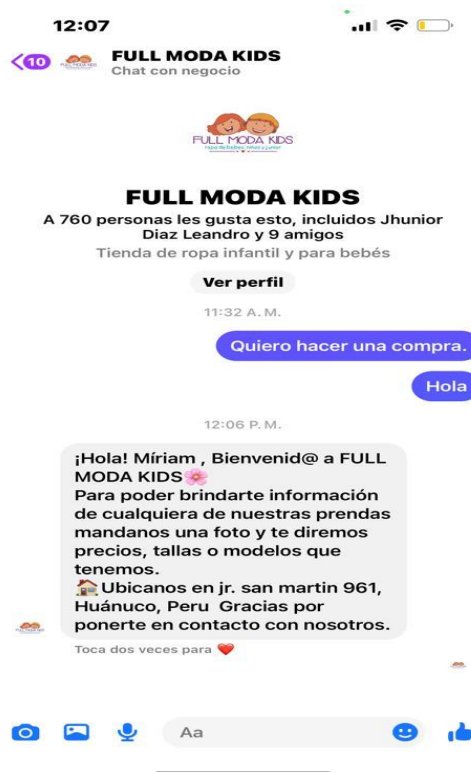 12:07
10
FULL MODA KIDS
Chat con negocio
FULL MODA KIDS
FULL MODA KIDS
A 760 personas les gusta esto, incluidos Jhunior
Diaz Leandro y 9 amigos
Tienda de ropa infantil y para bebés
Ver perfil
11:32 A. M.
Quiero hacer una compra.
Hola
12:06 P. M.
¡Hola! Míriam , Bienvenid@ a FULL
MODA KIDS🌸
Para poder brindarte información
de cualquiera de nuestras prendas
mandanos una foto y te diremos
precios, tallas o modelos que
tenemos.
🏠Ubicanos en jr. san martin 961,
Huánuco, Peru  Gracias por
ponerte en contacto con nosotros.
Toca dos veces para ❤️
Aa